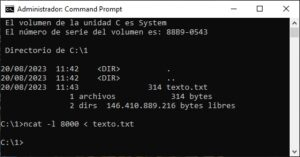 Administrador: Command Prompt
El volumen de la unidad C es System
El número de serie del volumen es: 88B9-0543
Directorio de C:\1
20/08/2023 11:42 <DIR> .
20/08/2023 11:42 <DIR> ..
20/08/2023 11:43 314 texto.txt
1 archivos 314 bytes
2 dirs 146.410.889.216 bytes libres
C:\1>ncat -l 8000 < texto.txt
C:\1>